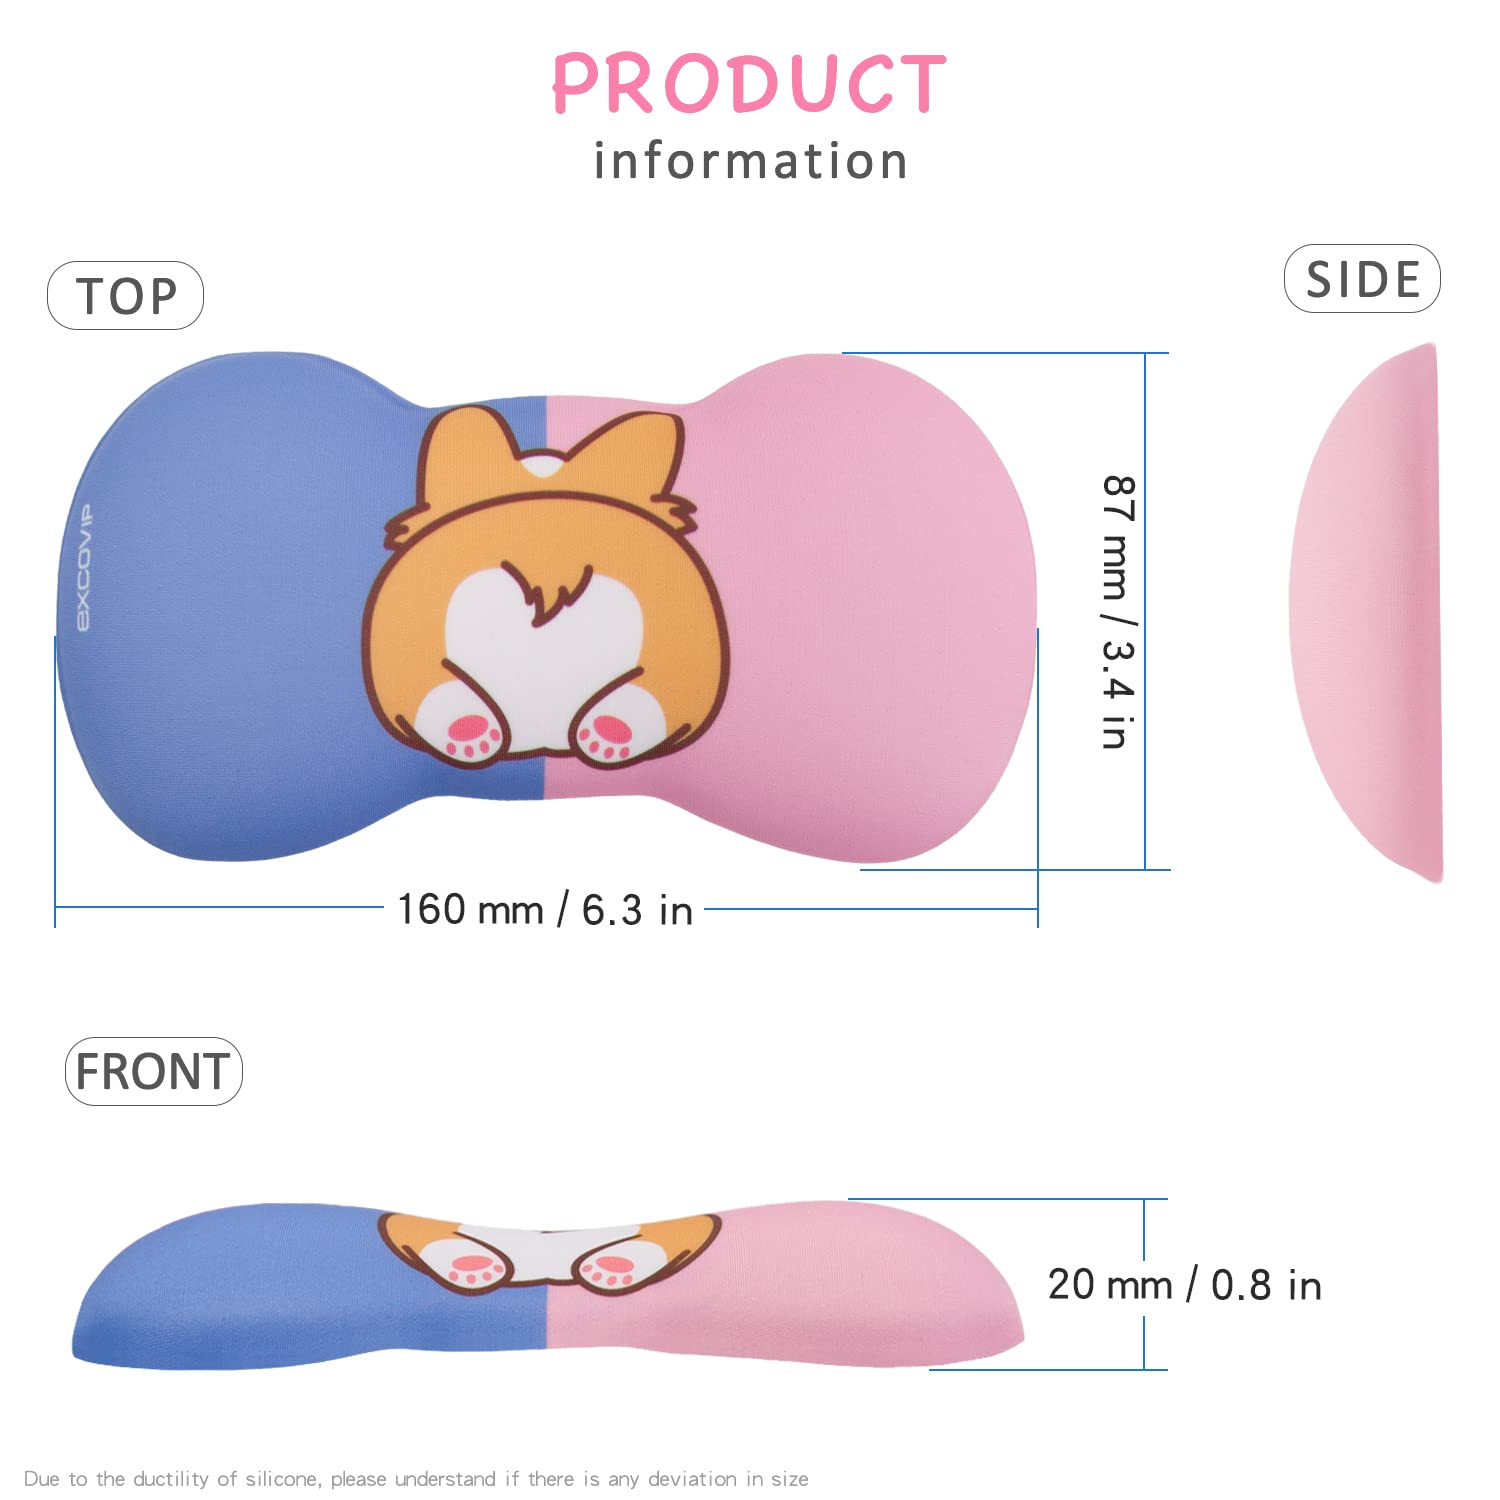 PRODUCT
information
TOP
SIDE
excovip
87 mm / 3.4 in
160 mm / 6.3 in
FRONT
20 mm / 0.8 in
Due to the ductility of silicone, please understand if there is any deviation in size